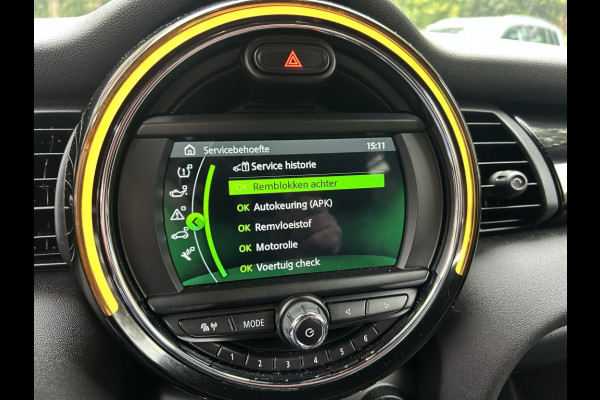 Servicebehoefte 15:11
Service historie
OK Remblokken achter
OK Autokeuring (APK)
OK Remvloeistof
OK Motorolie
OK Voertuig check
MODE
1 2 3 4 5 6